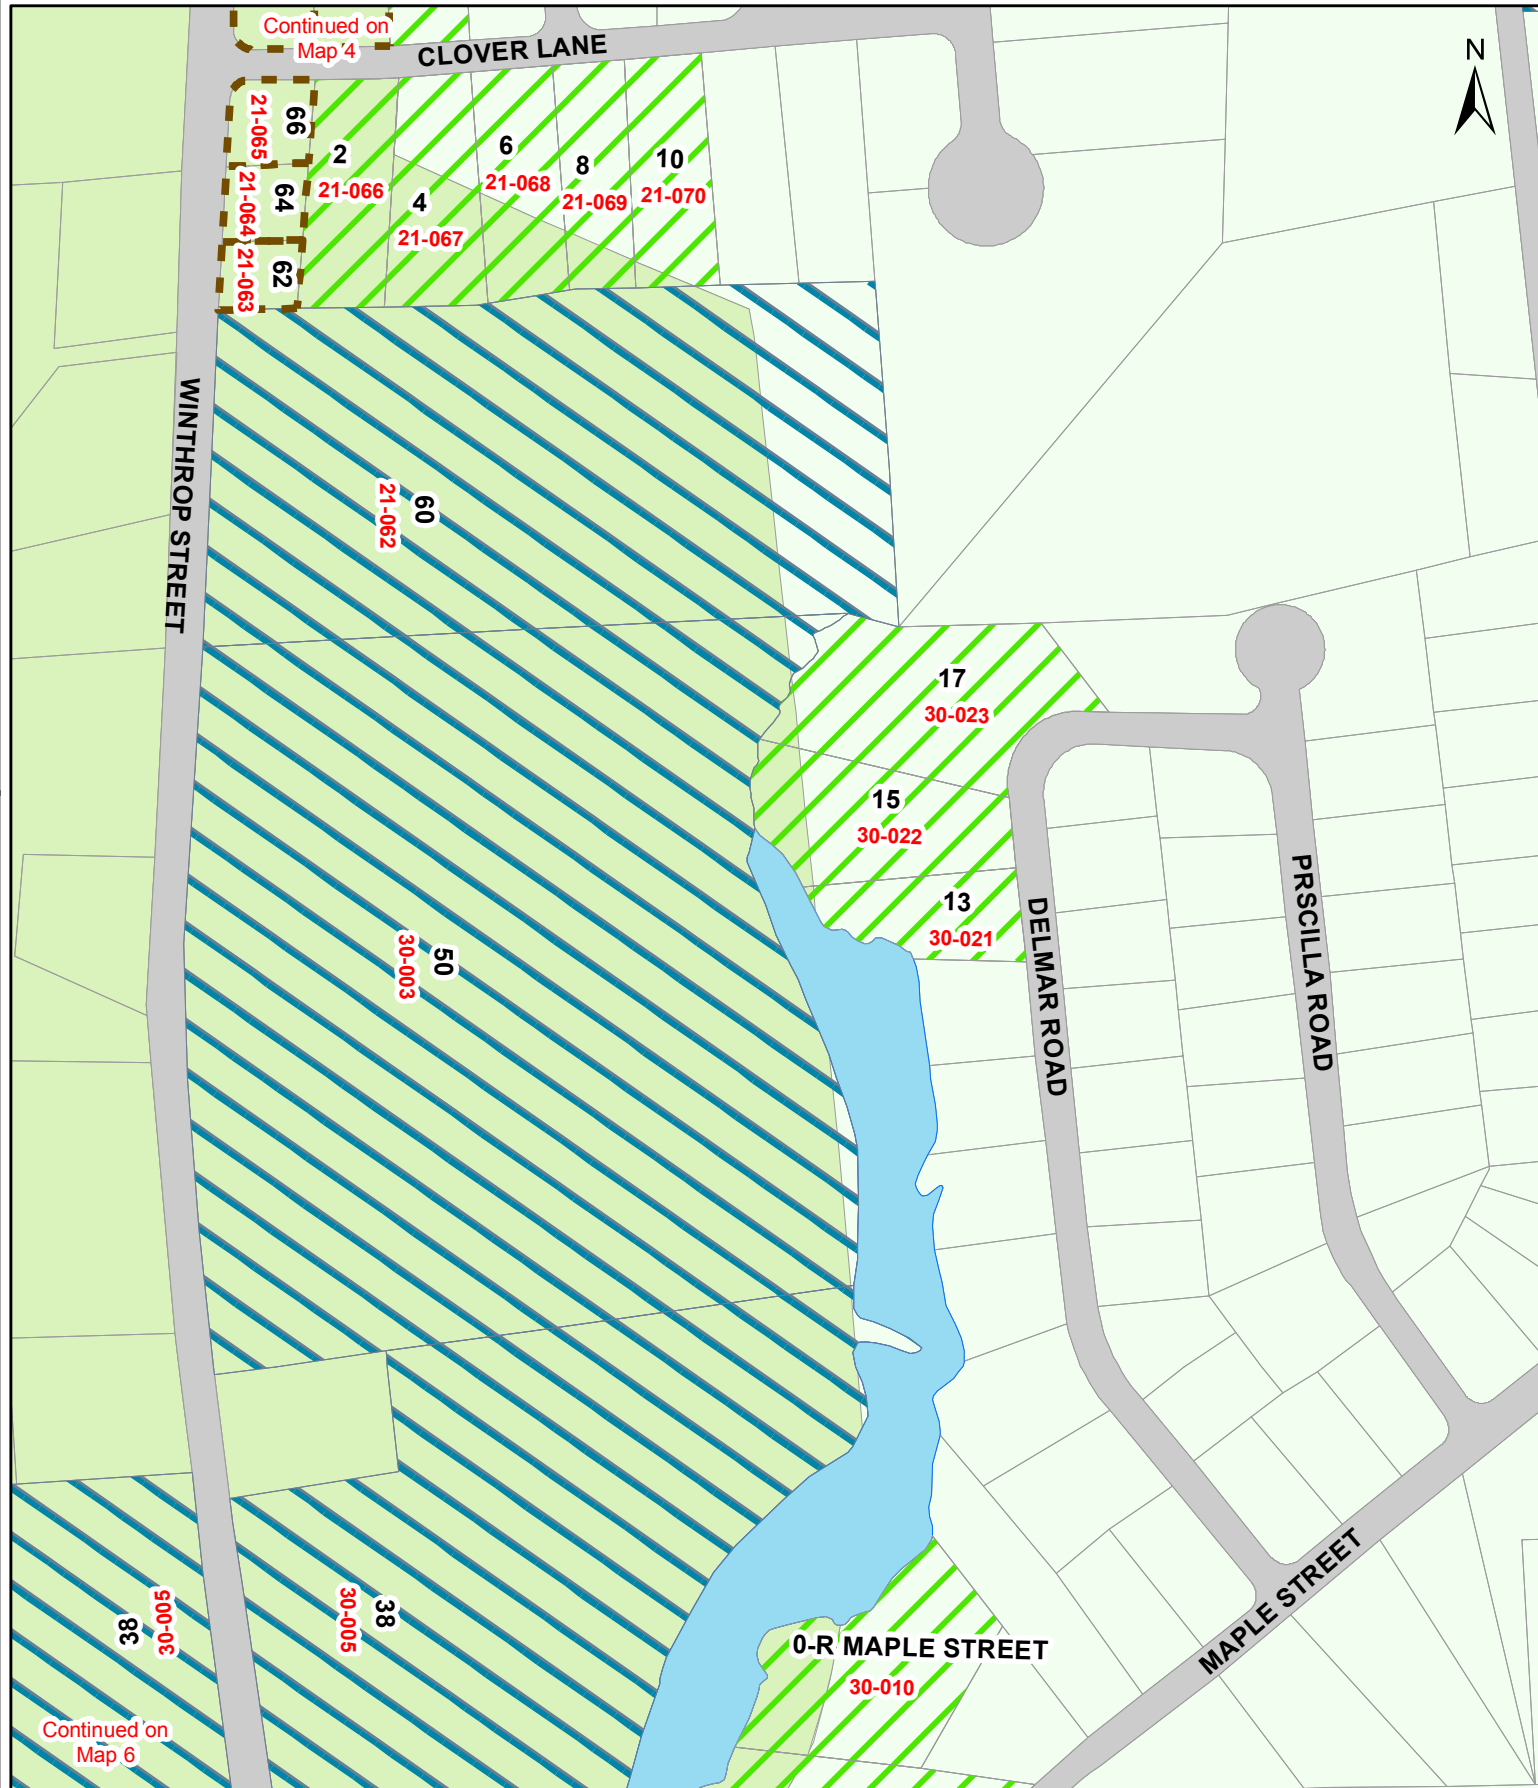 Continued on
Map 4
CLOVER LANE
N
66
21-065
64
21-064
62
21-063
2
21-066
4
21-067
6
21-068
8
21-069
10
21-070
WINTHROP STREET
60
21-062
17
30-023
15
30-022
13
30-021
50
30-003
DELMAR ROAD
PRSCILLA ROAD
38
30-005
38
30-005
0-R MAPLE STREET
30-010
MAPLE STREET
Continued on
Map 6